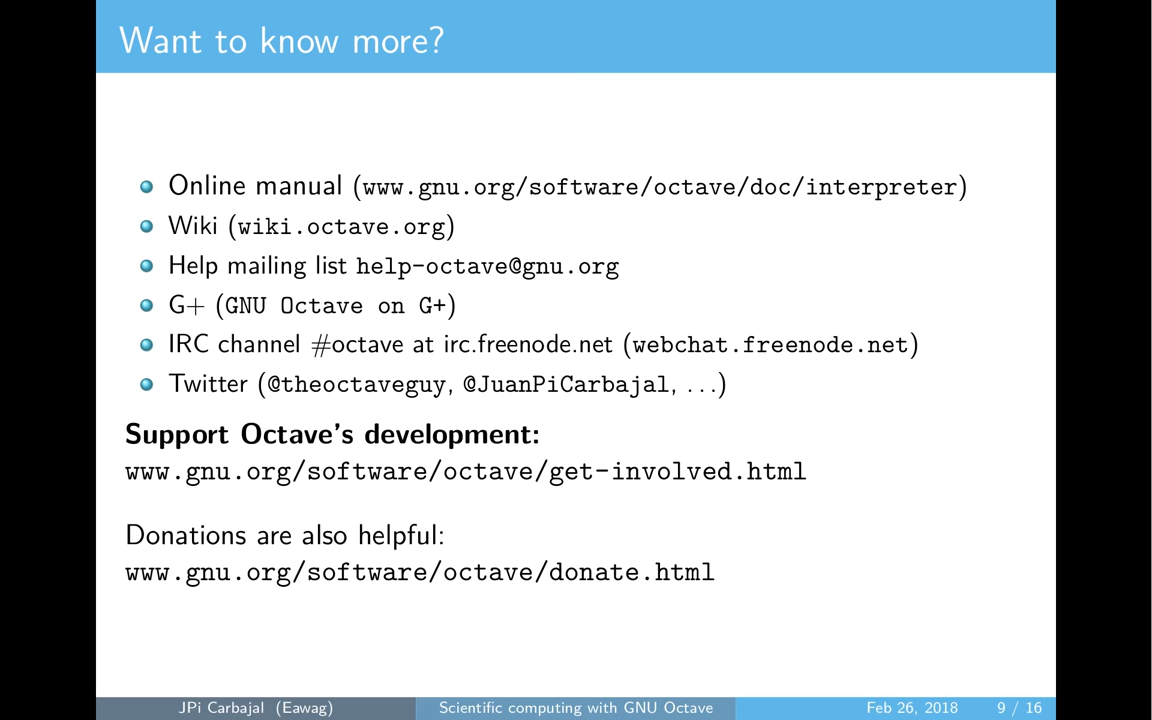 Want to know more?
Online manual (www.gnu.org/software/octave/doc/interpreter)
Wiki (wiki.octave.org)
Help mailing list help-octave@gnu.org
G+ (GNU Octave on G+)
IRC channel #octave at irc.freenode.net (webchat.freenode.net)
Twitter (@theoctaveguy, @JuanPiCarbajal, ...)
Support Octave's development:
www.gnu.org/software/octave/get-involved.html
Donations are also helpful:
www.gnu.org/software/octave/donate.html
JPi Carbajal (Eawag) Scientific computing with GNU Octave Feb 26, 2018 9 / 16